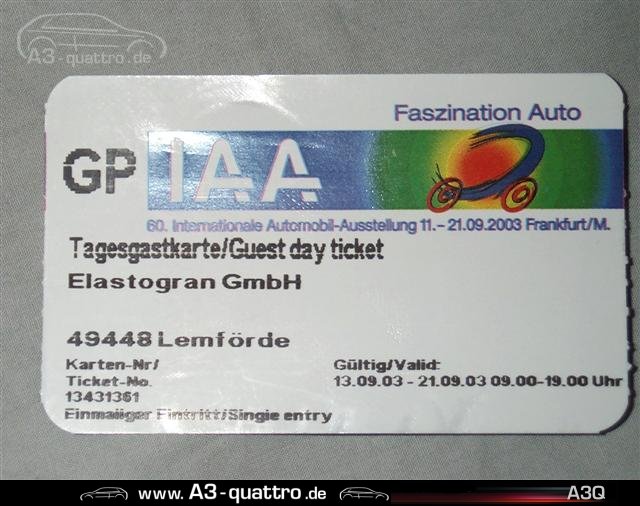 A3-quattro.de
Faszination Auto
GP IAA
60. Internationale Automobil-Ausstellung 11.- 21.09.2003 Frankfurt/M.
Tagesgastkarte/Guest day ticket
Elastogran GmbH
49448 Lemförde
Karten-Nr/
Ticket-No.
13431361
Gültig/Valid:
13.09.03 - 21.09.03 09.00-19.00 Uhr
Einmaliger Eintritt/Single entry
www.A3-quattro.de
A3Q